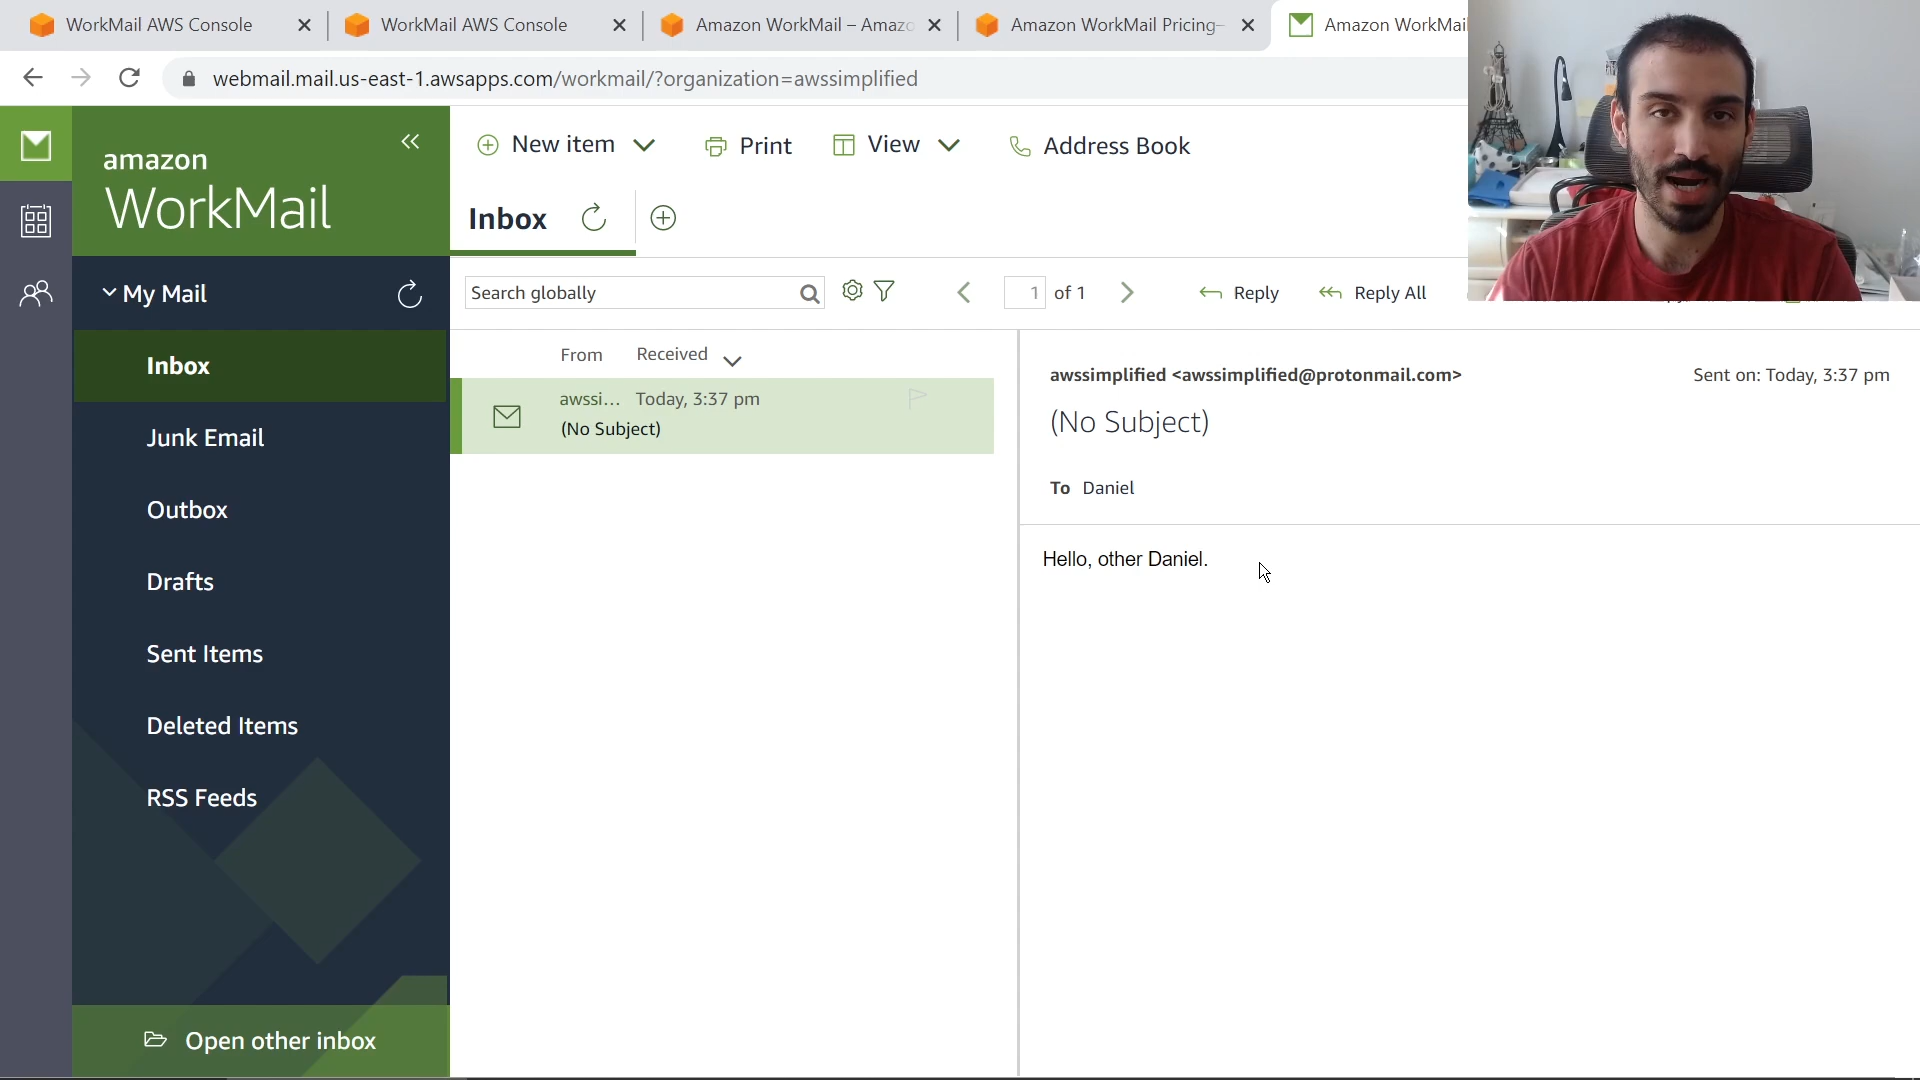 WorkMail AWS Console
WorkMail AWS Console
Amazon WorkMail – Amazo
Amazon WorkMail Pricing–
Amazon WorkMail
webmail.mail.us-east-1.awsapps.com/workmail/?organization=awssimplified
amazon
WorkMail
New item
Print
View
Address Book
Inbox
My Mail
Search globally
1 of 1
Reply
Reply All
Inbox
Junk Email
Outbox
Drafts
Sent Items
Deleted Items
RSS Feeds
Open other inbox
From Received
awssi... Today, 3:37 pm
(No Subject)
awssimplified <awssimplified@protonmail.com>
Sent on: Today, 3:37 pm
(No Subject)
To Daniel
Hello, other Daniel.